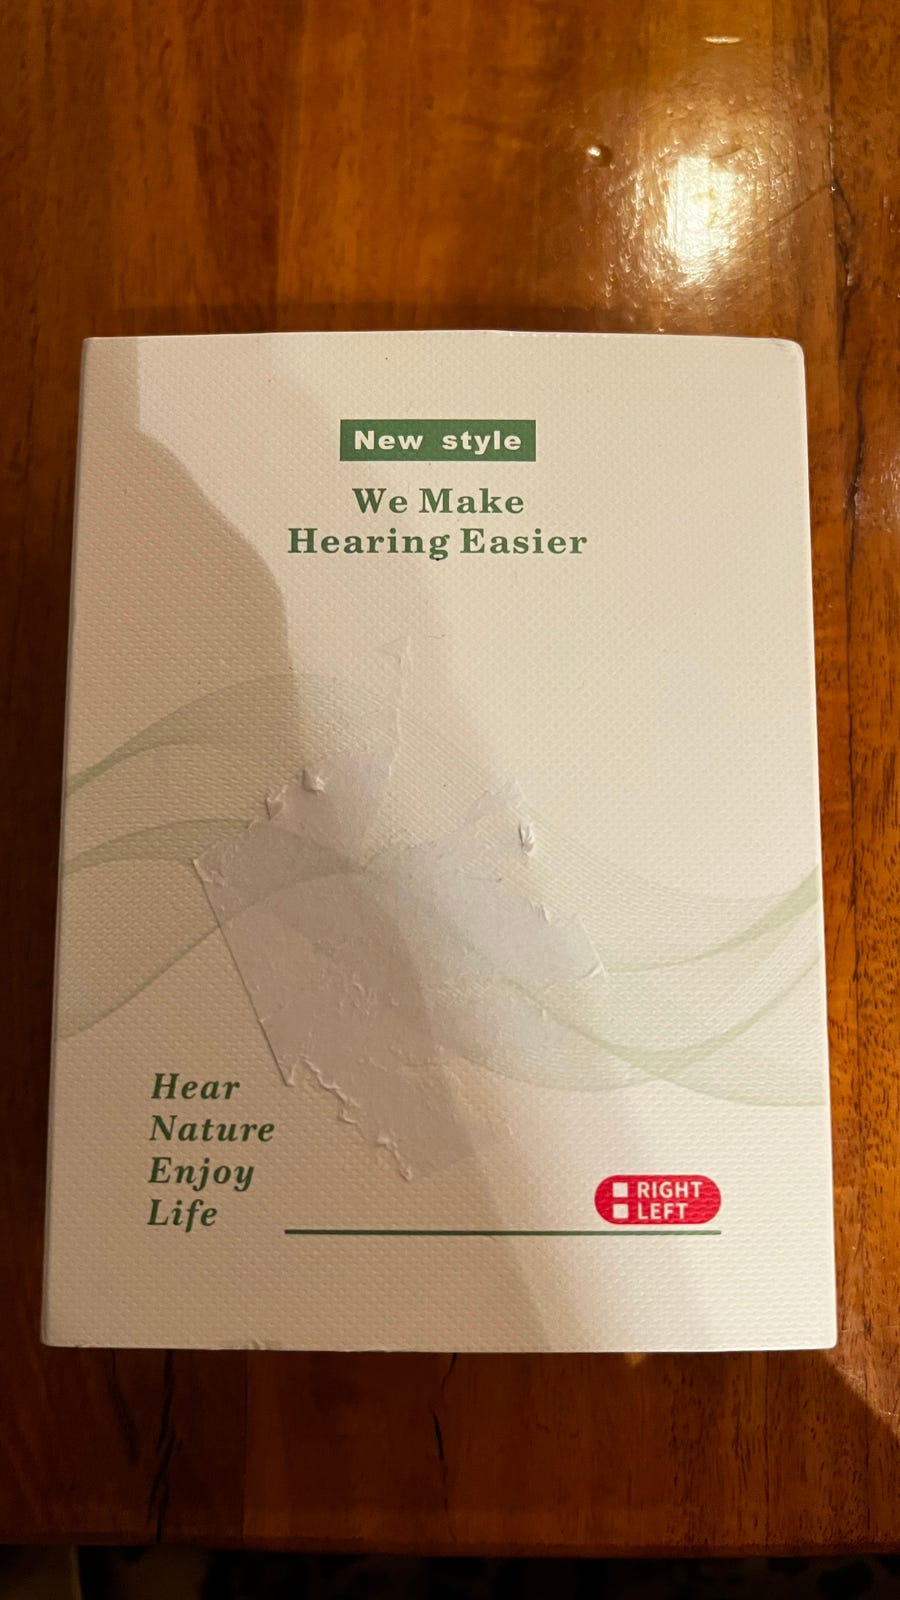 New style
We Make
Hearing Easier
Hear
Nature
Enjoy
Life
RIGHT
LEFT